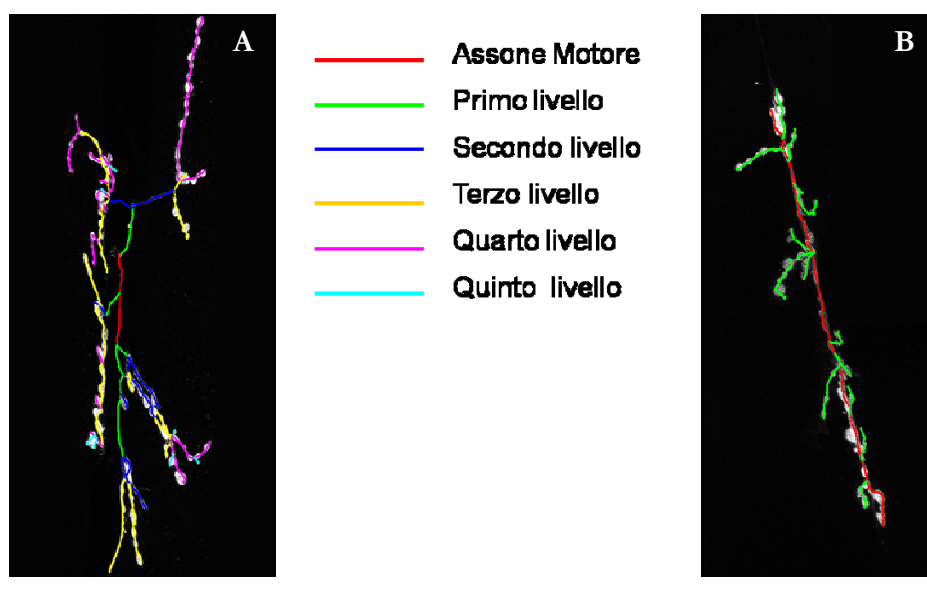 A
B
Assone Motore
Primo livello
Secondo livello
Terzo livello
Quarto livello
Quinto livello